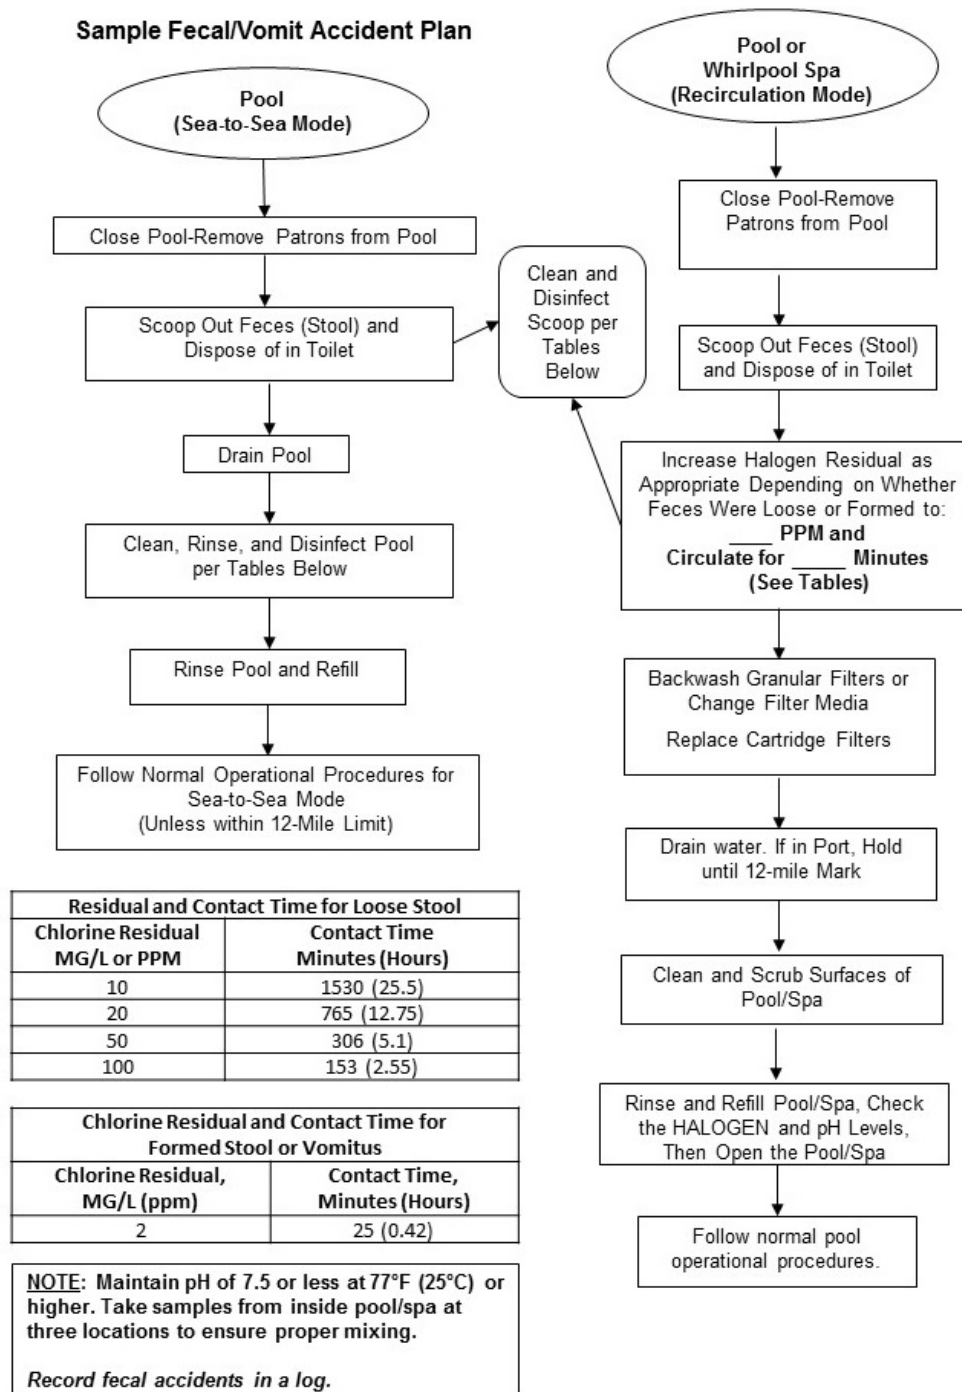 Sample Fecal/Vomit Accident Plan
Pool
(Sea-to-Sea Mode)
Close Pool-Remove Patrons from Pool
Scoop Out Feces (Stool) and
Dispose of in Toilet
Clean and
Disinfect
Scoop per
Tables
Below
Drain Pool
Clean, Rinse, and Disinfect Pool
per Tables Below
Rinse Pool and Refill
Follow Normal Operational Procedures for
Sea-to-Sea Mode
(Unless within 12-Mile Limit)
Pool or
Whirlpool Spa
(Recirculation Mode)
Close Pool-Remove
Patrons from Pool
Scoop Out Feces (Stool)
and Dispose of in Toilet
Increase Halogen Residual as
Appropriate Depending on Whether
Feces Were Loose or Formed to:
____ PPM and
Circulate for _____ Minutes
(See Tables)
Backwash Granular Filters or
Change Filter Media
Replace Cartridge Filters
Drain water. If in Port, Hold
until 12-mile Mark
Clean and Scrub Surfaces of
Pool/Spa
Rinse and Refill Pool/Spa, Check
the HALOGEN and pH Levels,
Then Open the Pool/Spa
Follow normal pool
operational procedures.
Residual and Contact Time for Loose Stool
Chlorine Residual Contact Time
MG/L or PPM Minutes (Hours)
10 1530 (25.5)
20 765 (12.75)
50 306 (5.1)
100 153 (2.55)
Chlorine Residual and Contact Time for
Formed Stool or Vomitus
Chlorine Residual, Contact Time,
MG/L (ppm) Minutes (Hours)
2 25 (0.42)
NOTE: Maintain pH of 7.5 or less at 77°F (25°C) or
higher. Take samples from inside pool/spa at
three locations to ensure proper mixing.
Record fecal accidents in a log.